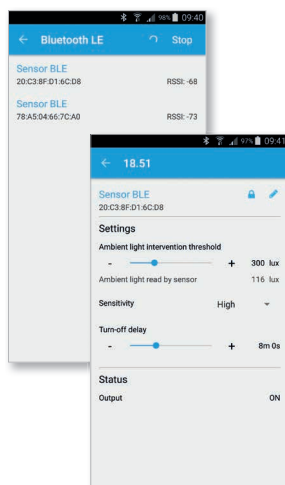 98% 09:40
Bluetooth LE Stop
Sensor BLE
20:C3:8F:D1:6C:D8 RSSI: -68
Sensor BLE
78:A5:04:66:7C:A0 RSSI: -73
97% 09:41
18.51
Sensor BLE
20:C3:8F:D1:6C:D8
Settings
Ambient light intervention threshold
- + 300 lux
Ambient light read by sensor 116 lux
Sensitivity High
Turn-off delay
- + 8m 0s
Status
Output ON